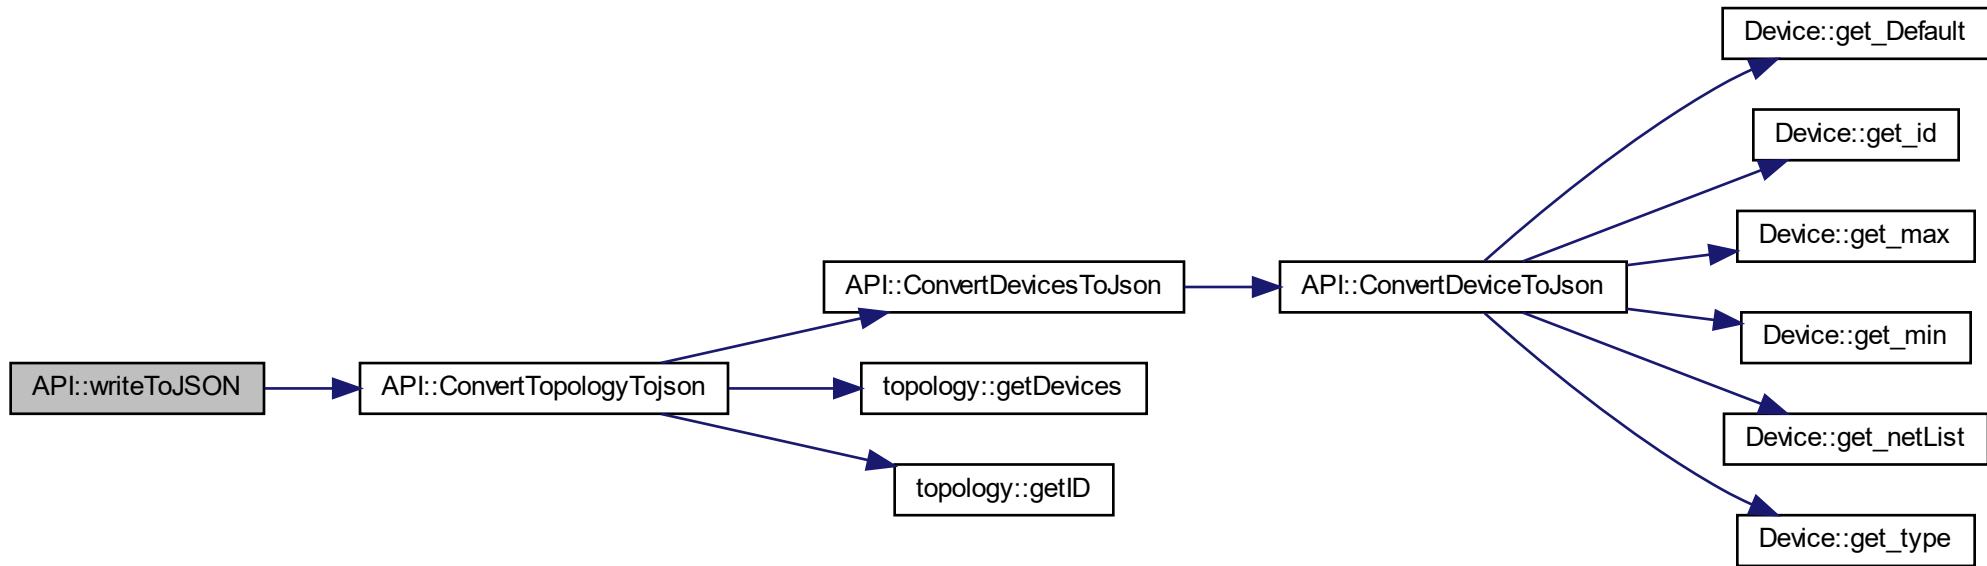 API::writeToJSON
API::ConvertTopologyTojson
API::ConvertDevicesToJson
topology::getDevices
topology::getID
API::ConvertDeviceToJson
Device::get_Default
Device::get_id
Device::get_max
Device::get_min
Device::get_netList
Device::get_type